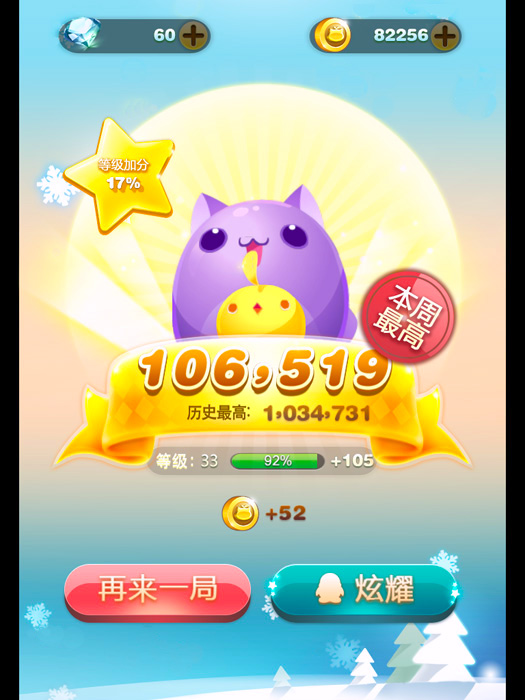 60
82256
等级加分
17%
本周
最高
106,519
历史最高: 1,034,731
等级: 33 92% +105
+52
再来一局
炫耀